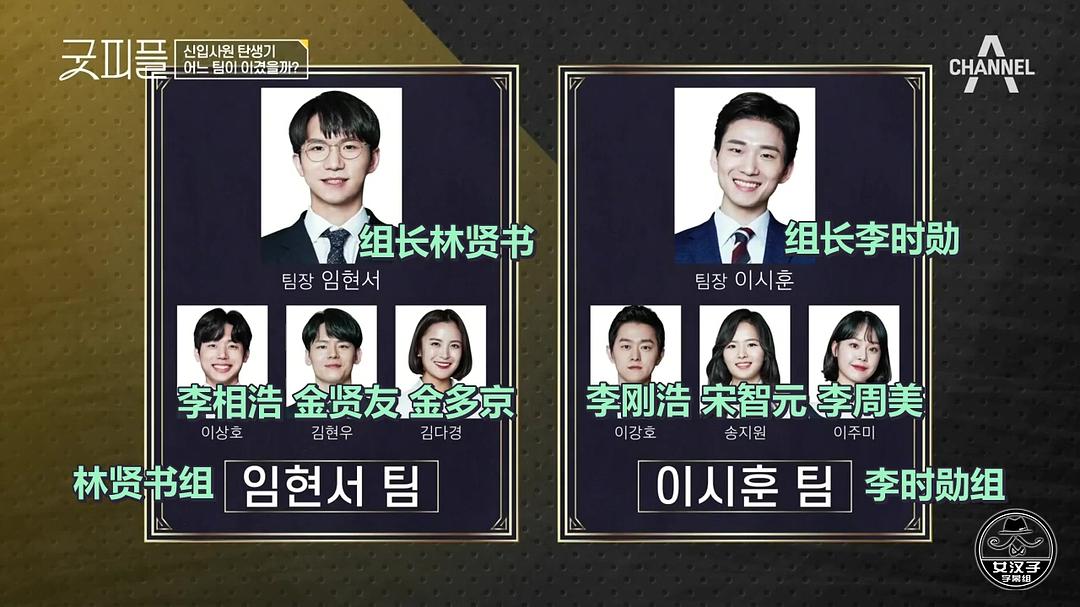 굿피플
신입사원 탄생기
어느 팀이 이겼을까?
CHANNEL A
组长林贤书
팀장 임현서
李相浩 金贤友 金多京
이상호 김현우 김다경
林贤书组
임현서 팀
组长李时勋
팀장 이시훈
李刚浩 宋智元 李周美
이강호 송지원 이주미
이시훈 팀
李时勋组
女汉子
字幕组